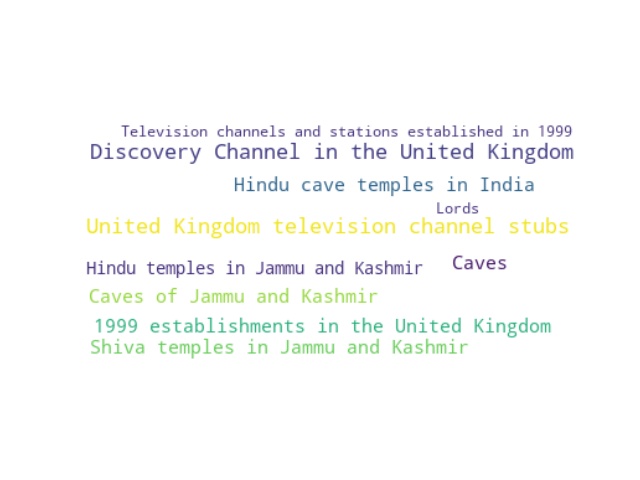 Television channels and stations established in 1999
Discovery Channel in the United Kingdom
Hindu cave temples in India
Lords
United Kingdom television channel stubs
Hindu temples in Jammu and Kashmir
Caves
Caves of Jammu and Kashmir
1999 establishments in the United Kingdom
Shiva temples in Jammu and Kashmir